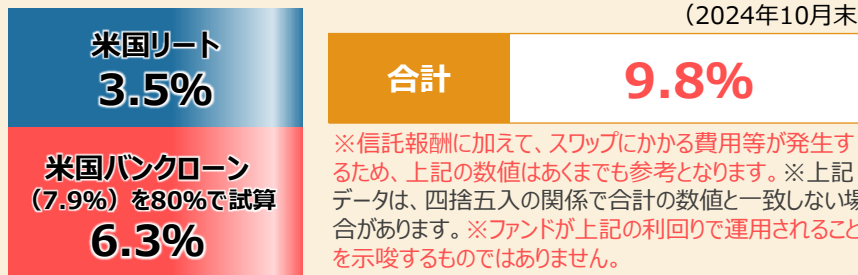 (2024年10月末
米国リート
3.5%
米国バンクローン
(7.9%)を80%で試算
6.3%
合計
9.8%
※信託報酬に加えて、スワップにかかる費用等が発生す
るため、上記の数値はあくまでも参考となります。※上記
データは、四捨五入の関係で合計の数値と一致しない場
合があります。※ファンドが上記の利回りで運用されること
を示唆するものではありません。